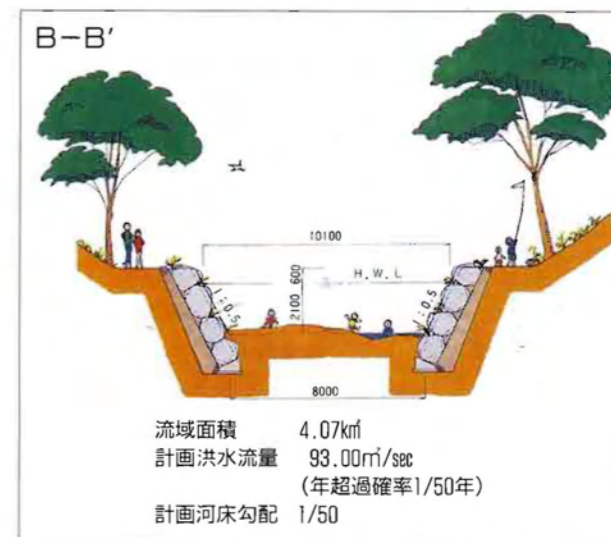 B-B′
10100
H.W.L
600
2100
1:0.5
1:0.5
8000
流域面積 4.07㎢
計画洪水流量 93.00㎥/sec
(年超過確率1/50年)
計画河床勾配 1/50